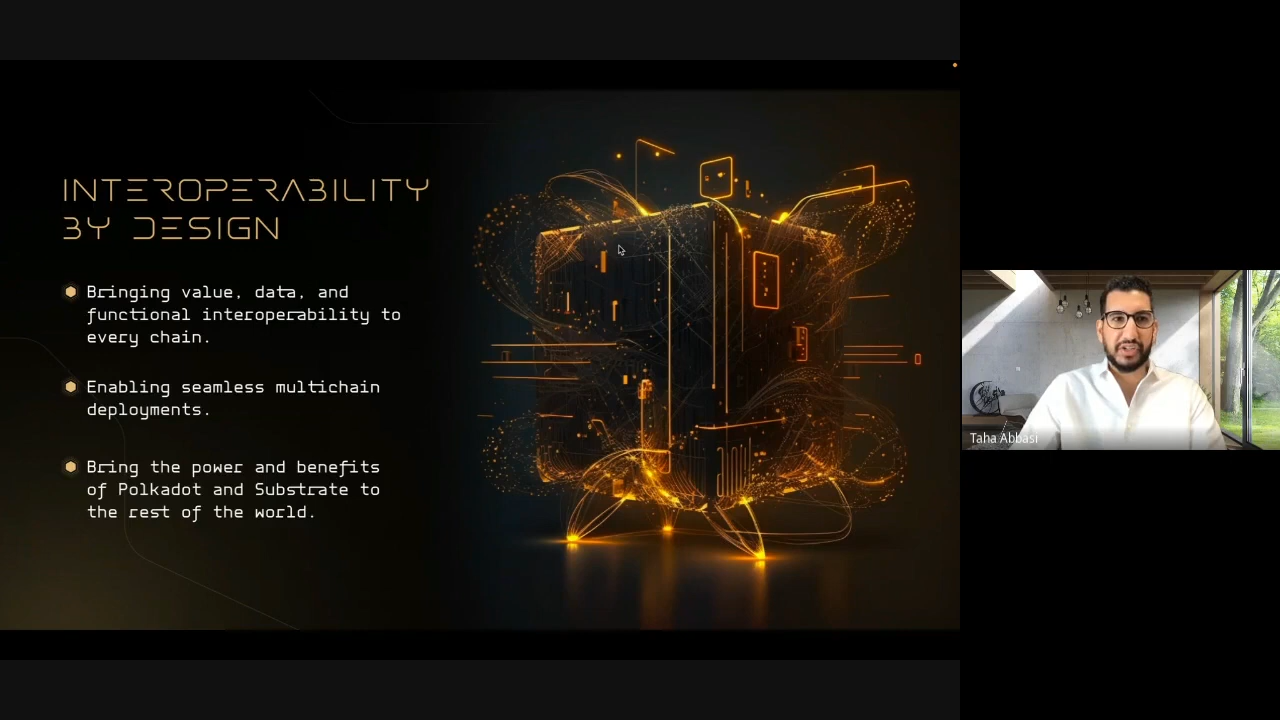 INTEROPERABILITY
BY DESIGN
Bringing value, data, and
functional interoperability to
every chain.
Enabling seamless multichain
deployments.
Bring the power and benefits
of Polkadot and Substrate to
the rest of the world.
Taha Abbasi